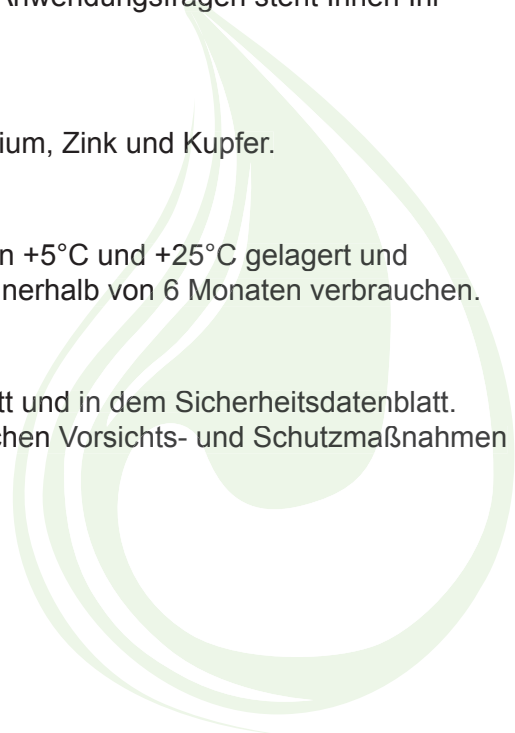 Anwendungsfragen steht Ihnen Ihr
ium, Zink und Kupfer.
n +5°C und +25°C gelagert und
nerhalb von 6 Monaten verbrauchen.
tt und in dem Sicherheitsdatenblatt.
chen Vorsichts- und Schutzmaßnahmen